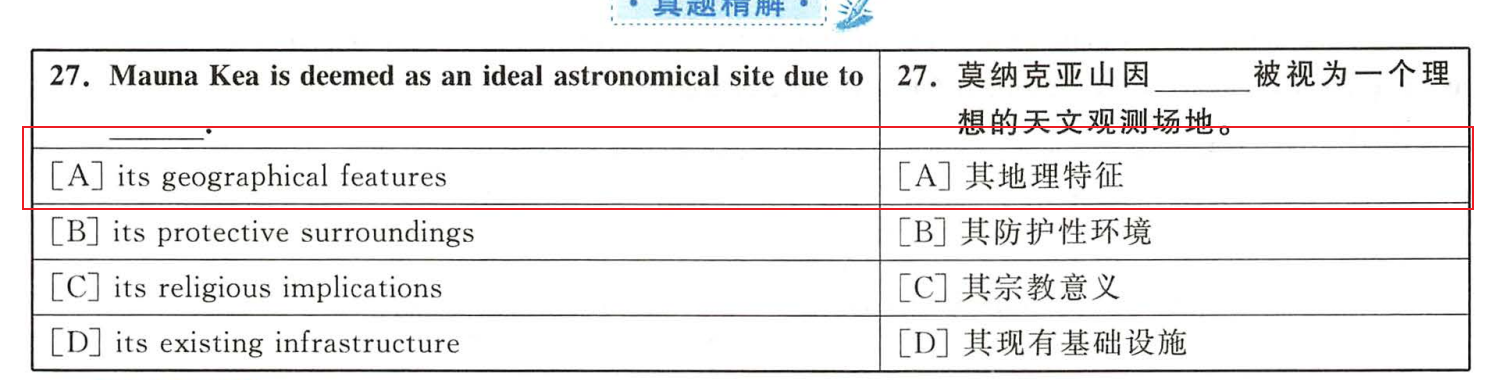 · 真题精解 ·
27. Mauna Kea is deemed as an ideal astronomical site due to
______.
27. 莫纳克亚山因______被视为一个理
想的天文观测场地。
[A] its geographical features
[A] 其地理特征
[B] its protective surroundings
[B] 其防护性环境
[C] its religious implications
[C] 其宗教意义
[D] its existing infrastructure
[D] 其现有基础设施